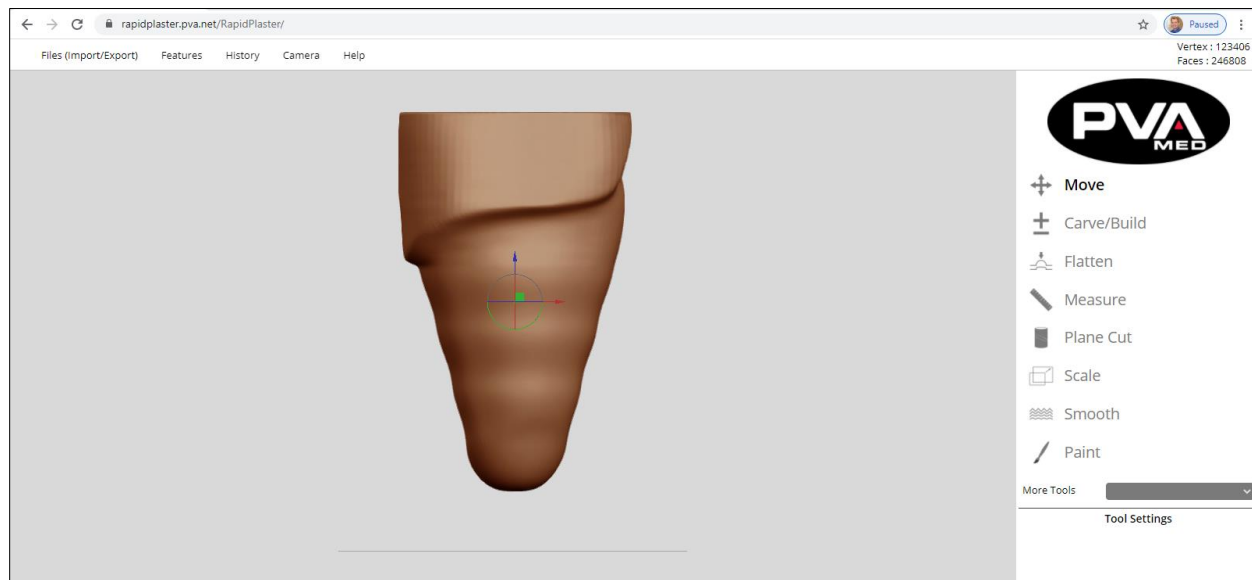 rapidplaster.pva.net/RapidPlaster/
Paused
Files (Import/Export) Features History Camera Help
Vertex : 123406
Faces : 246808
PVA
MED
Move
Carve/Build
Flatten
Measure
Plane Cut
Scale
Smooth
Paint
More Tools
Tool Settings